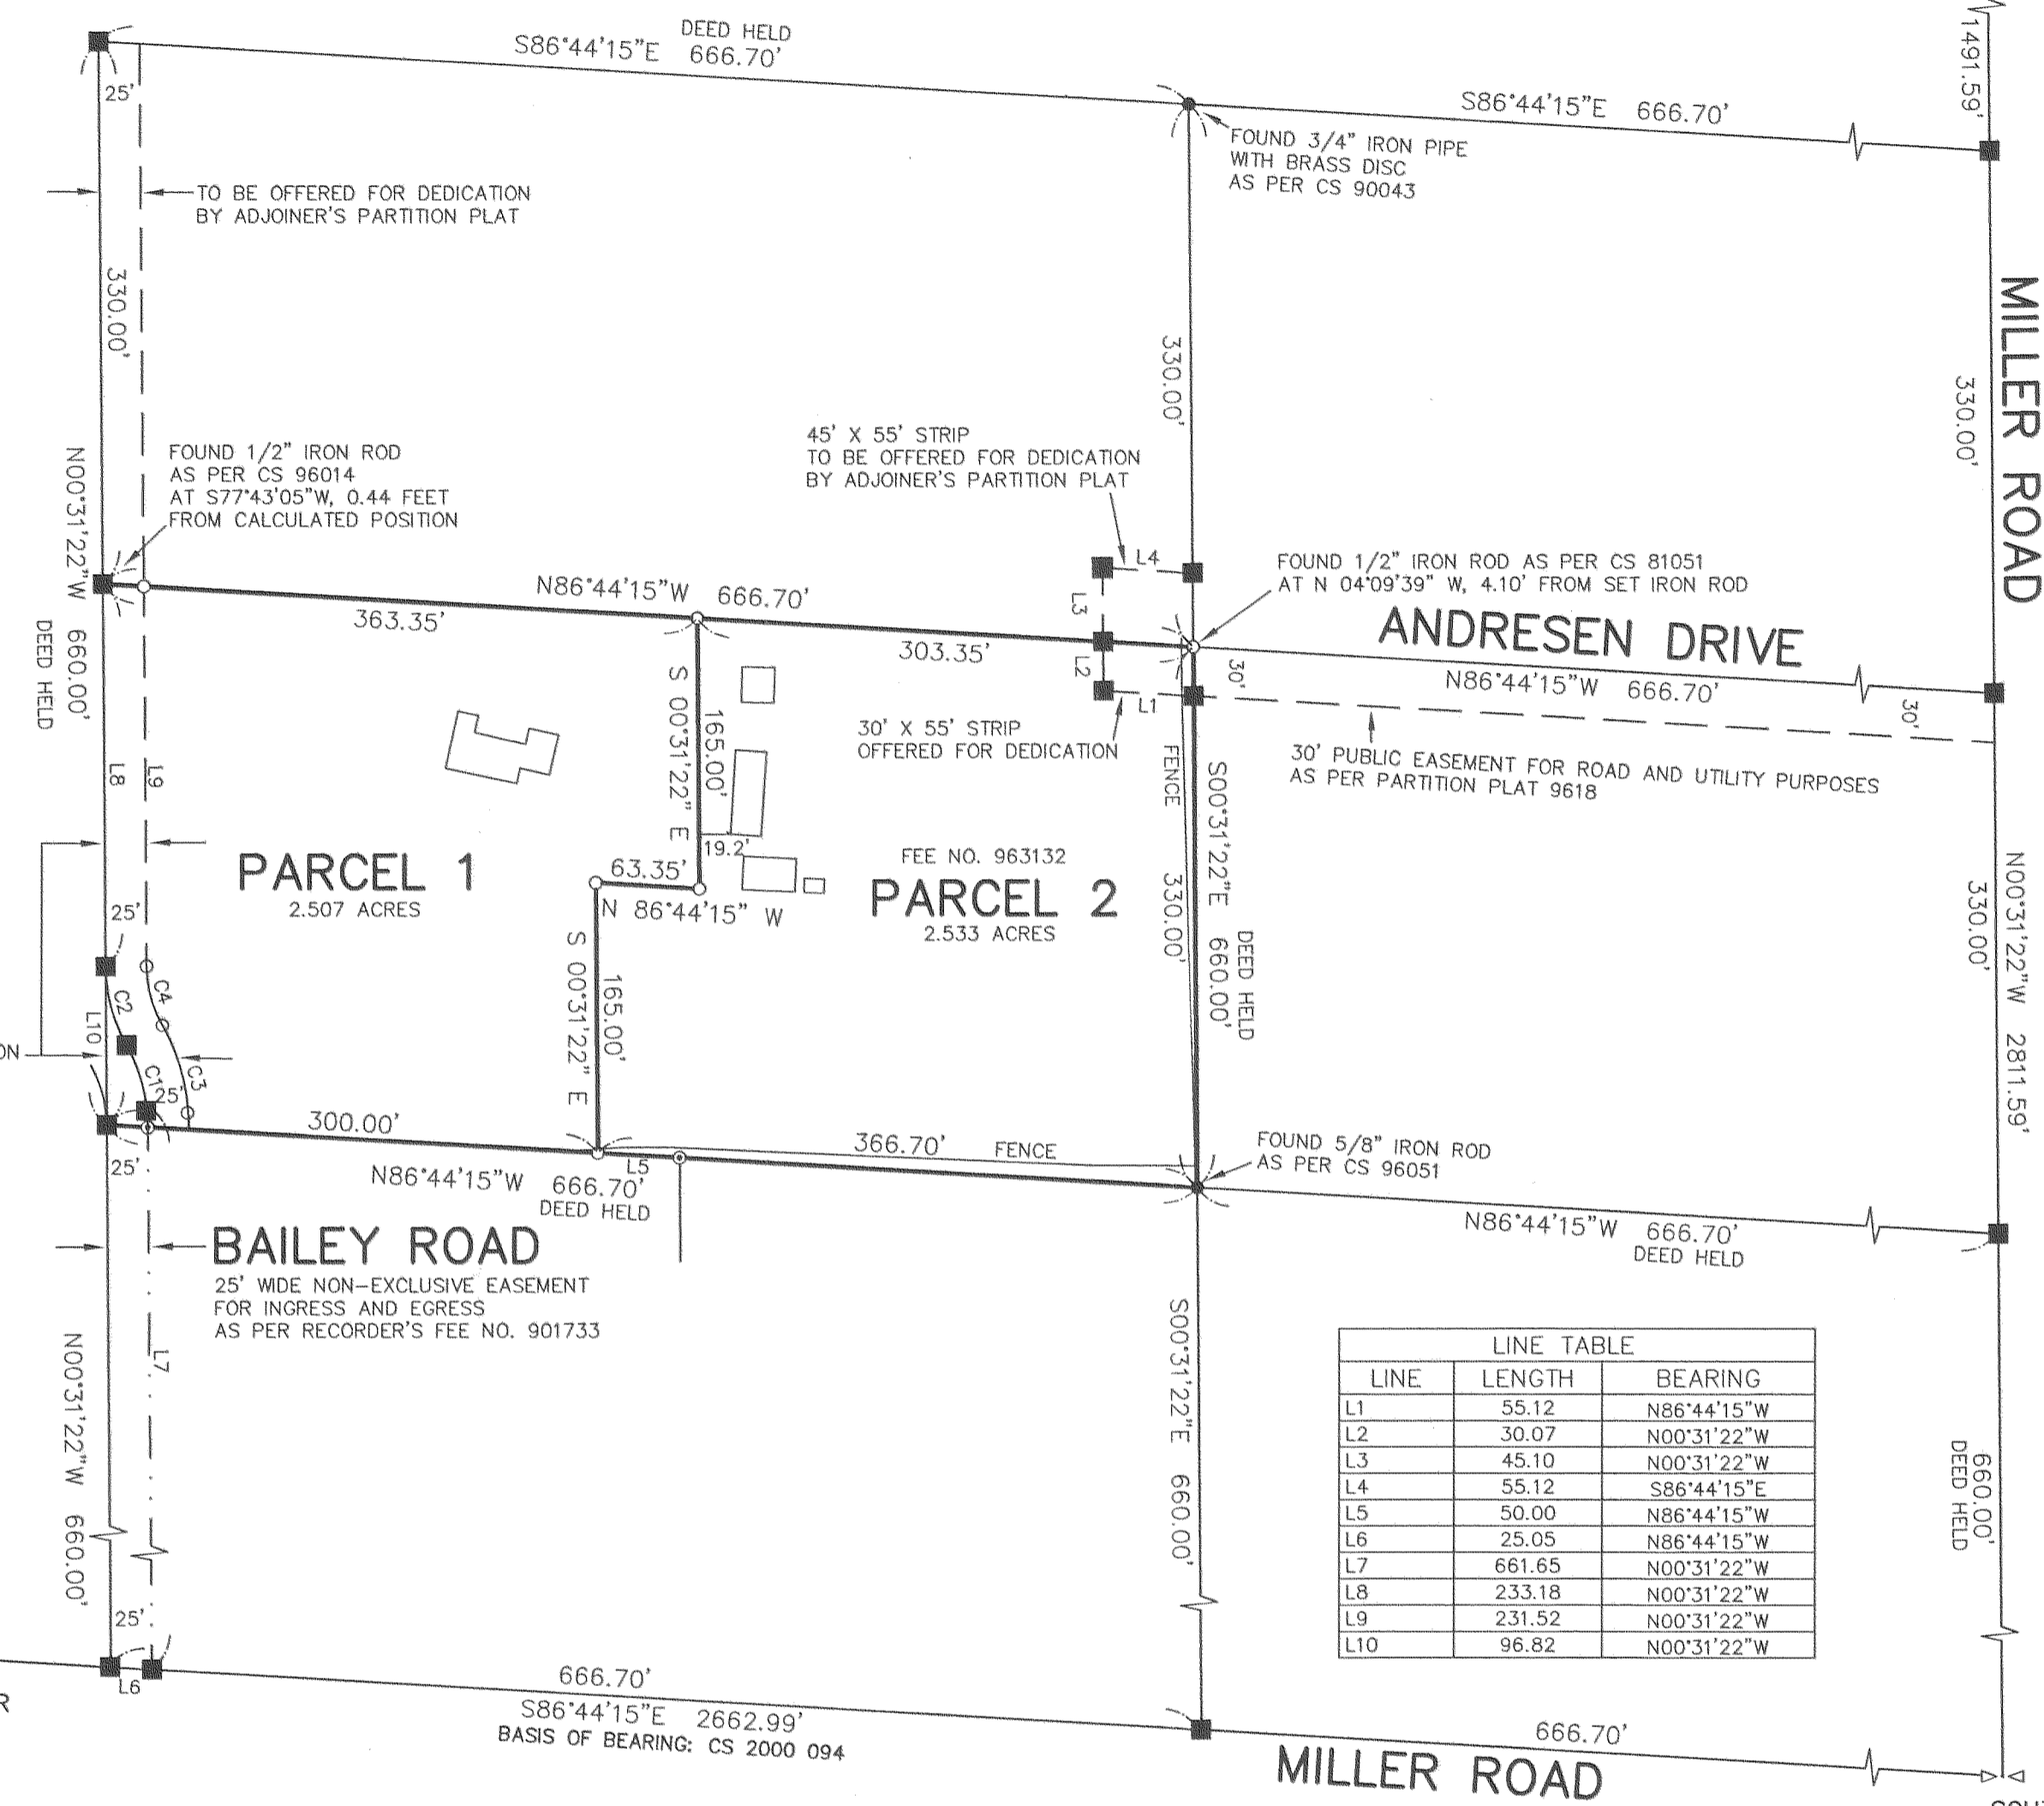 DEED HELD
S86°44'15"E 666.70'
S86°44'15"E 666.70'
1491.59'
25'
FOUND 3/4" IRON PIPE
WITH BRASS DISC
AS PER CS 90043
TO BE OFFERED FOR DEDICATION
BY ADJOINER'S PARTITION PLAT
330.00'
330.00'
330.00'
MILLER ROAD
N00°31'22"W 660.00'
DEED HELD
FOUND 1/2" IRON ROD
AS PER CS 96014
AT S77°43'05"W, 0.44 FEET
FROM CALCULATED POSITION
45' X 55' STRIP
TO BE OFFERED FOR DEDICATION
BY ADJOINER'S PARTITION PLAT
L4
L3
L2
L1
FOUND 1/2" IRON ROD AS PER CS 81051
AT N 04°09'39" W, 4.10' FROM SET IRON ROD
N86°44'15"W 666.70'
363.35'
303.35'
ANDRESEN DRIVE
N86°44'15"W 666.70'
30'
30'
30' X 55' STRIP
OFFERED FOR DEDICATION
30' PUBLIC EASEMENT FOR ROAD AND UTILITY PURPOSES
AS PER PARTITION PLAT 9618
S 00°31'22" E
165.00'
FENCE
L8
L9
PARCEL 1
2.507 ACRES
19.2'
63.35'
N 86°44'15" W
FEE NO. 963132
PARCEL 2
2.533 ACRES
330.00'
S00°31'22"E 660.00'
DEED HELD
330.00'
N00°31'22"W 2811.59'
25'
C2
C4
L10
C1
25'
C3
ON
S 00°31'22" E
165.00'
300.00'
366.70'
FENCE
L5
N86°44'15"W 666.70'
DEED HELD
25'
FOUND 5/8" IRON ROD
AS PER CS 96051
N86°44'15"W 666.70'
DEED HELD
BAILEY ROAD
25' WIDE NON-EXCLUSIVE EASEMENT
FOR INGRESS AND EGRESS
AS PER RECORDER'S FEE NO. 901733
L7
N00°31'22"W 660.00'
S00°31'22"E 660.00'
LINE TABLE
LINE LENGTH BEARING
L1 55.12 N86°44'15"W
L2 30.07 N00°31'22"W
L3 45.10 N00°31'22"W
L4 55.12 S86°44'15"E
L5 50.00 N86°44'15"W
L6 25.05 N86°44'15"W
L7 661.65 N00°31'22"W
L8 233.18 N00°31'22"W
L9 231.52 N00°31'22"W
L10 96.82 N00°31'22"W
660.00'
DEED HELD
25'
L6
R
666.70'
S86°44'15"E 2662.99'
BASIS OF BEARING: CS 2000 094
666.70'
MILLER ROAD